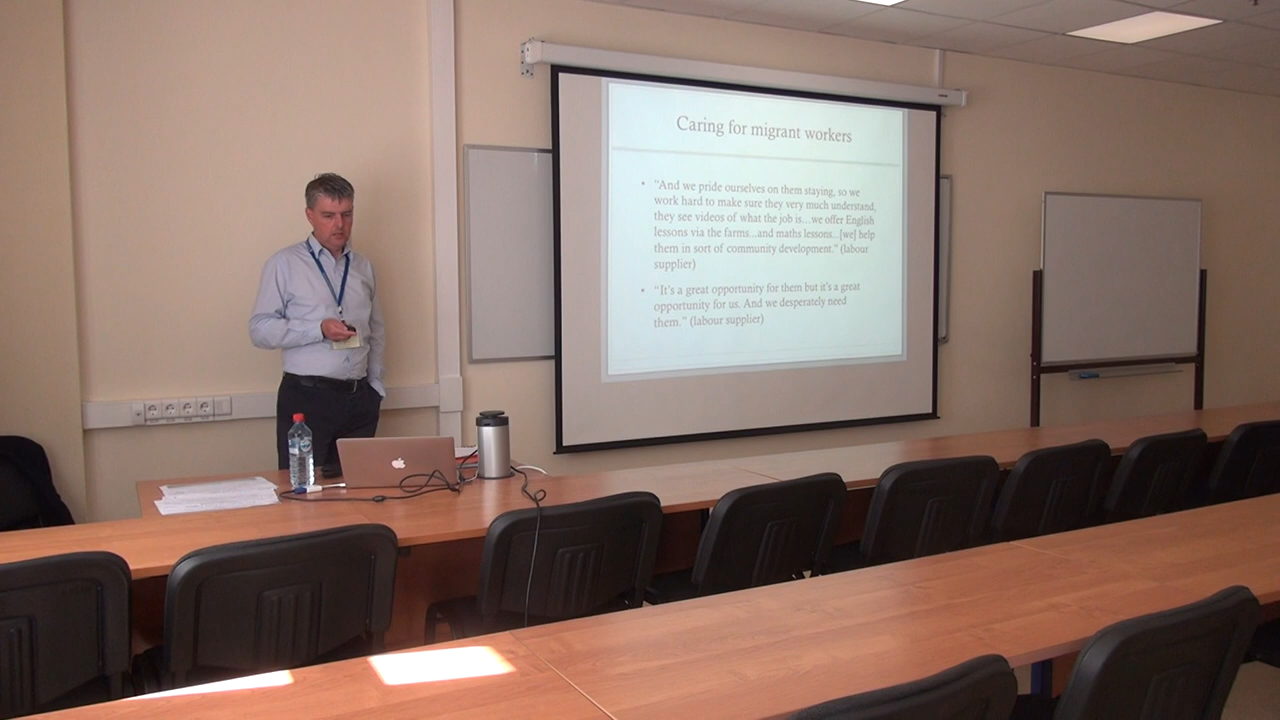 Caring for migrant workers
• "And we pride ourselves on them staying, so we
work hard to make sure they very much understand,
they see videos of what the job is…we offer English
lessons via the farms...and maths lessons...[we] help
them in sort of community development." (labour
supplier)
• "It's a great opportunity for them but it's a great
opportunity for us. And we desperately need
them." (labour supplier)